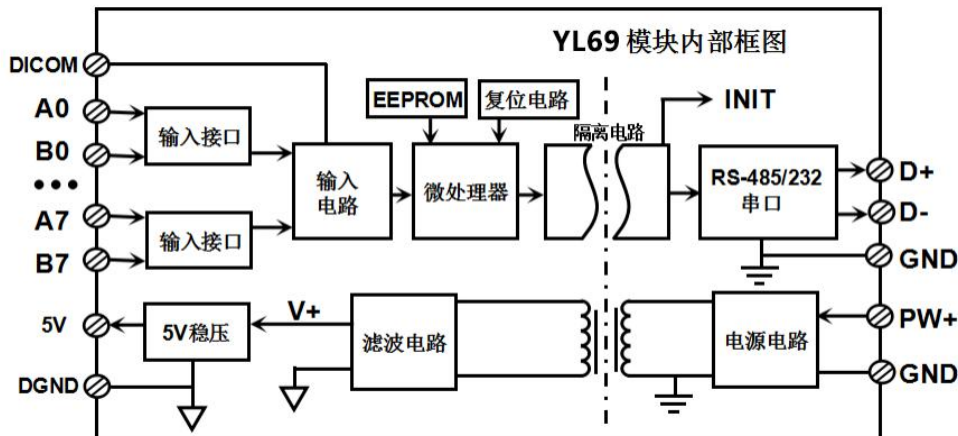 YL69 模块内部框图
DICOM
A0
B0
•••
A7
B7
5V
DGND
输入接口
输入接口
输入
电路
EEPROM
复位电路
微处理器
隔离电路
INIT
RS-485/232
串口
D+
D-
GND
PW+
GND
5V稳压
V+
滤波电路
电源电路